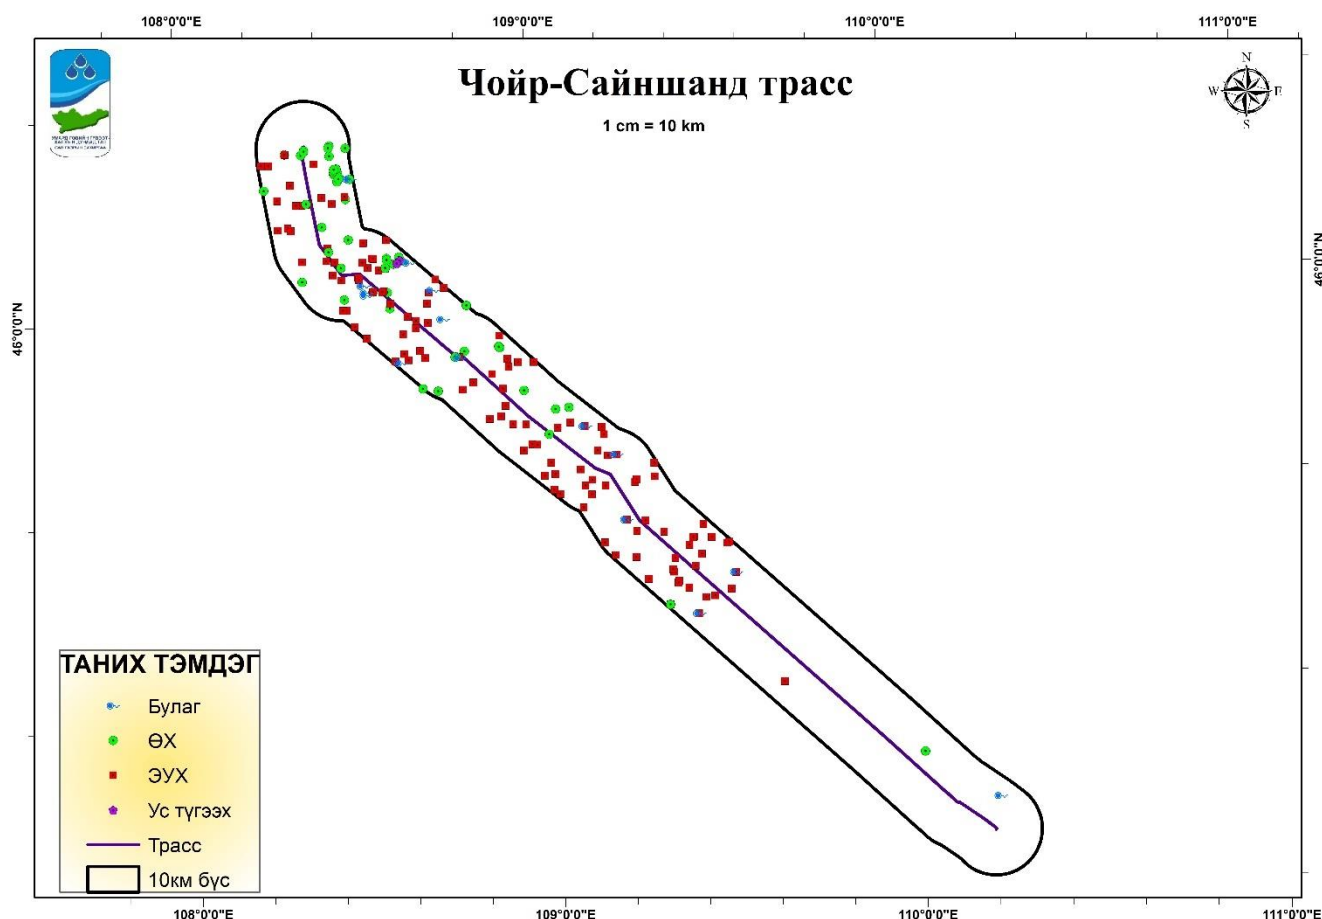 108°0'0"E
109°0'0"E
110°0'0"E
111°0'0"E
Чойр-Сайншанд трасс
1 cm = 10 km
N
W
E
S
46°0'0"N
46°0'0"N
ТАНИХ ТЭМДЭГ
Булаг
ӨХ
ЭУХ
Ус түгээх
Трасс
10км бүс
108°0'0"E
109°0'0"E
110°0'0"E
111°0'0"E